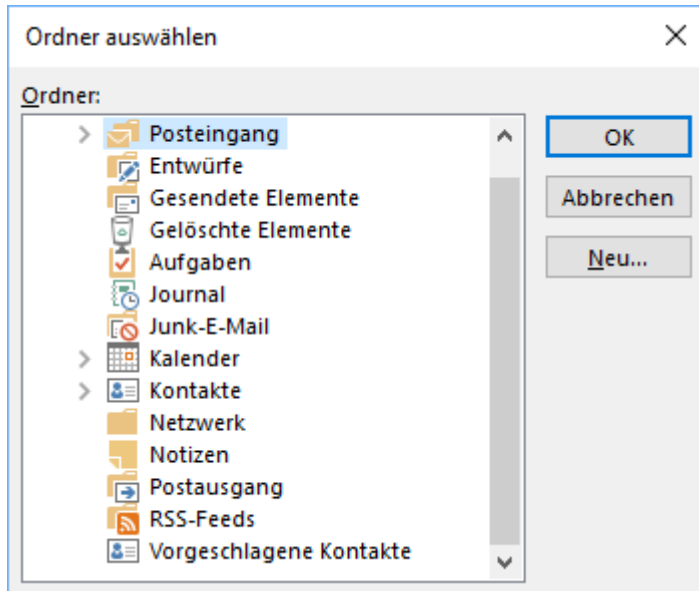 Ordner auswählen
Ordner:
Posteingang
OK
Entwürfe
Gesendete Elemente
Abbrechen
Gelöschte Elemente
Aufgaben
Neu...
Journal
Junk-E-Mail
Kalender
Kontakte
Netzwerk
Notizen
Postausgang
RSS-Feeds
Vorgeschlagene Kontakte